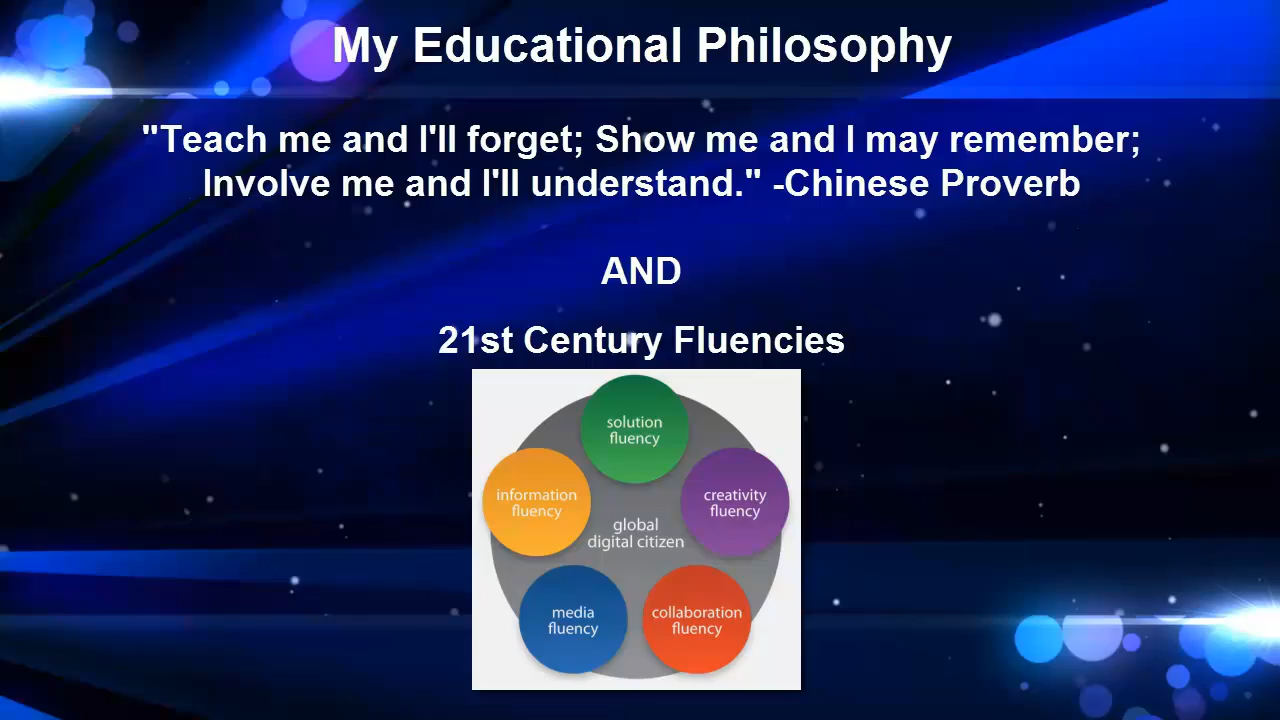 My Educational Philosophy
"Teach me and I'll forget; Show me and I may remember;
Involve me and I'll understand." -Chinese Proverb
AND
21st Century Fluencies
solution
fluency
information
fluency
creativity
fluency
global
digital citizen
media
fluency
collaboration
fluency